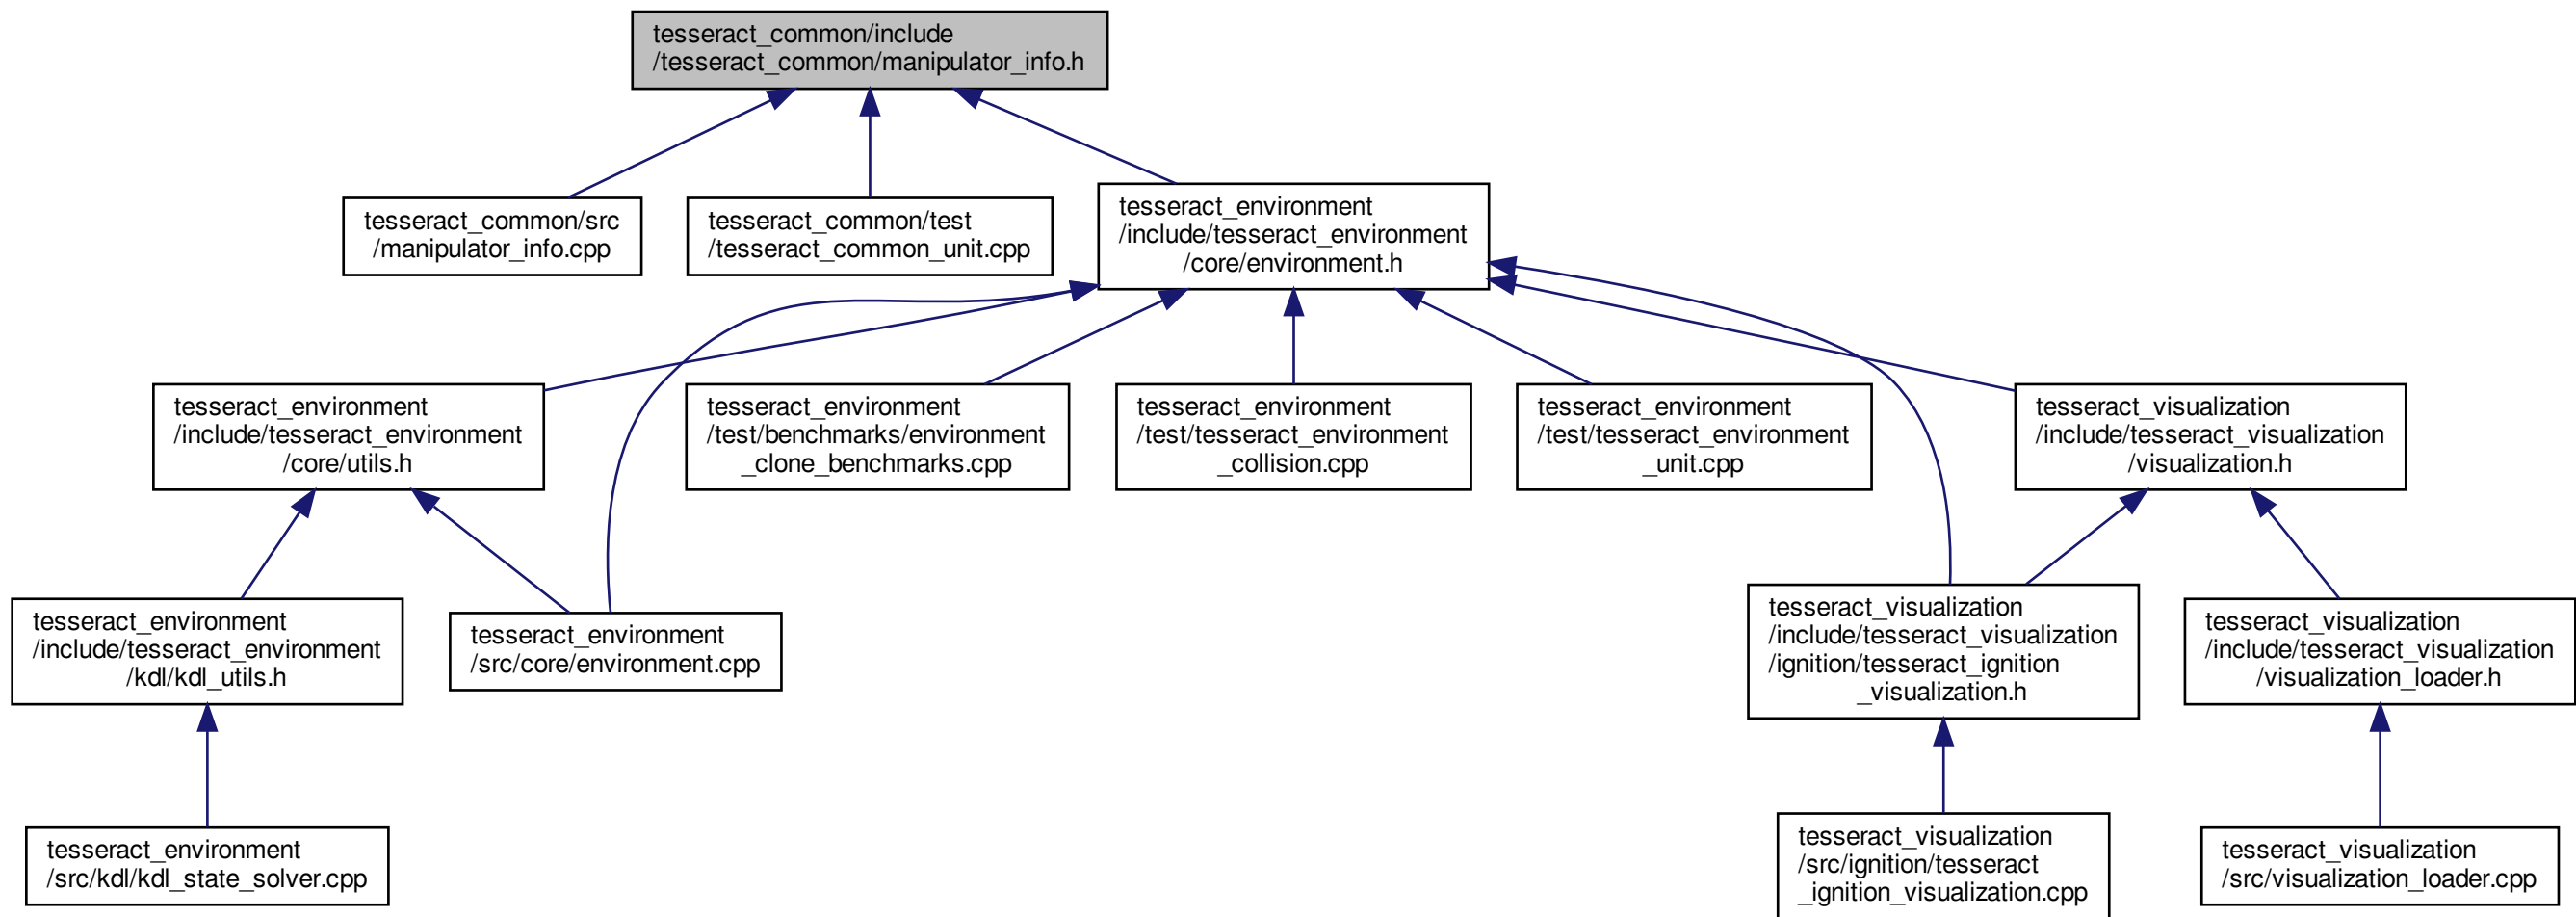 tesseract_common/include
/tesseract_common/manipulator_info.h
tesseract_common/src
/manipulator_info.cpp
tesseract_common/test
/tesseract_common_unit.cpp
tesseract_environment
/include/tesseract_environment
/core/environment.h
tesseract_environment
/include/tesseract_environment
/core/utils.h
tesseract_environment
/test/benchmarks/environment
_clone_benchmarks.cpp
tesseract_environment
/test/tesseract_environment
_collision.cpp
tesseract_environment
/test/tesseract_environment
_unit.cpp
tesseract_visualization
/include/tesseract_visualization
/visualization.h
tesseract_environment
/include/tesseract_environment
/kdl/kdl_utils.h
tesseract_environment
/src/core/environment.cpp
tesseract_visualization
/include/tesseract_visualization
/ignition/tesseract_ignition
_visualization.h
tesseract_visualization
/include/tesseract_visualization
/visualization_loader.h
tesseract_environment
/src/kdl/kdl_state_solver.cpp
tesseract_visualization
/src/ignition/tesseract
_ignition_visualization.cpp
tesseract_visualization
/src/visualization_loader.cpp